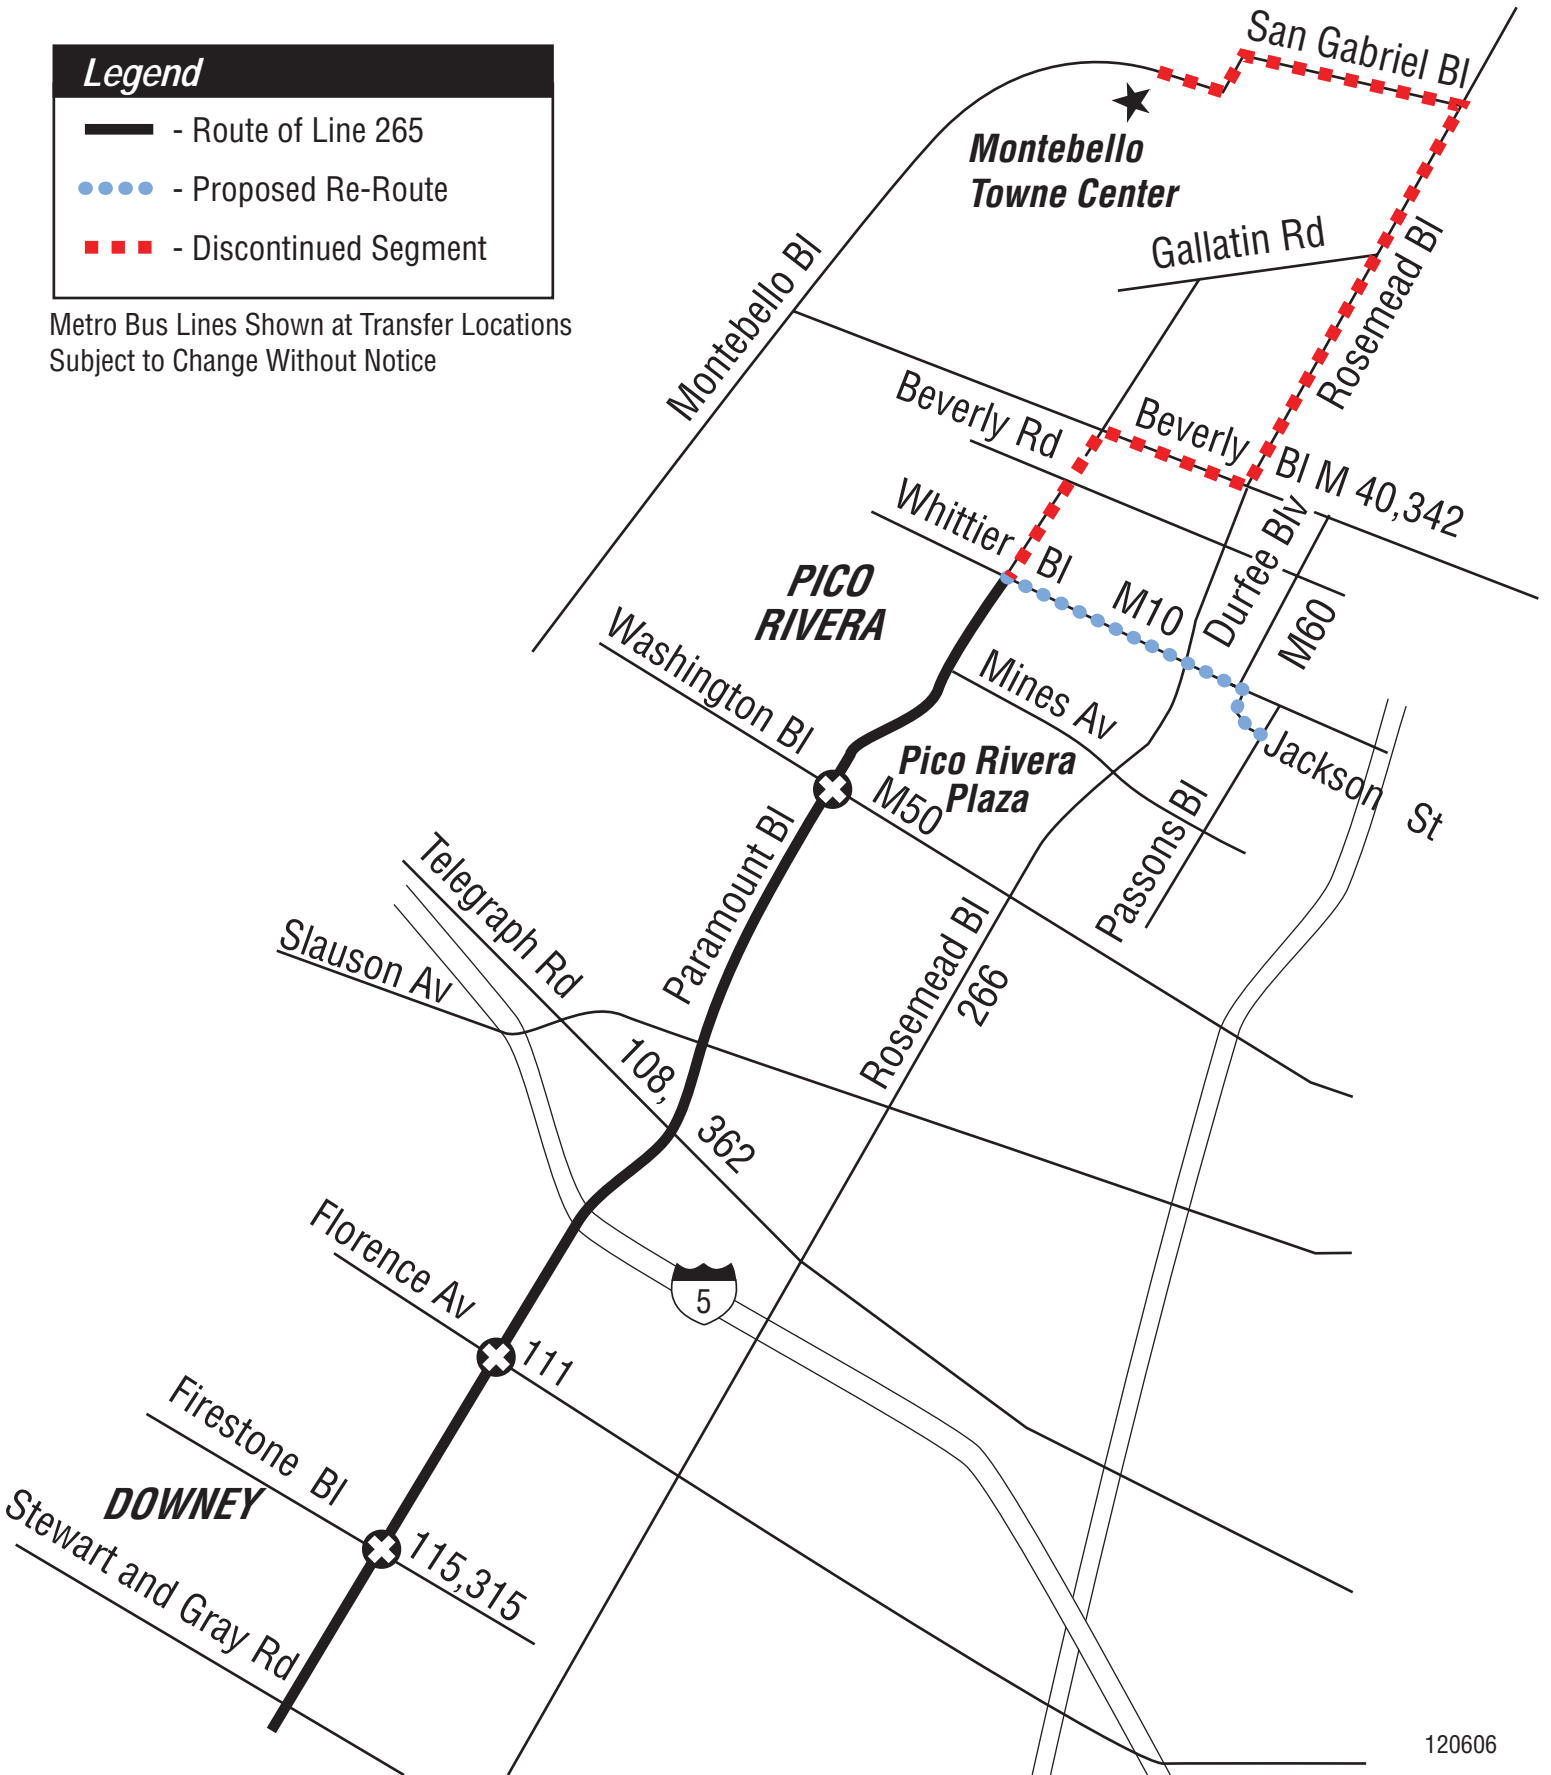 Legend
- Route of Line 265
- Proposed Re-Route
- Discontinued Segment
Metro Bus Lines Shown at Transfer Locations
Subject to Change Without Notice
San Gabriel Bl
Montebello
Towne Center
Gallatin Rd
Rosemead Bl
Montebello Bl
Beverly Rd
Beverly Bl M 40,342
Whittier Bl M10
Durfee Blv
M60
PICO
RIVERA
Washington Bl
Mines Av
Pico Rivera
Plaza
M50
Jackson St
Passons Bl
Paramount Bl
Telegraph Rd
Slauson Av
Rosemead Bl
266
108,
362
Florence Av
5
111
Firestone Bl
DOWNEY
115,315
Stewart and Gray Rd
120606